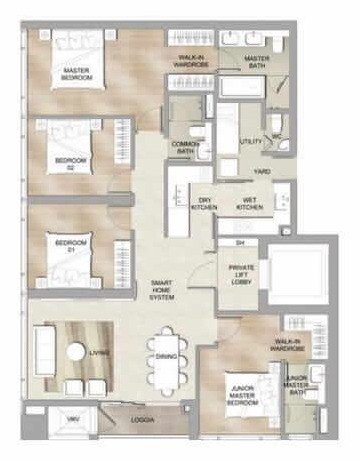 MASTER
BEDROOM
WALK-IN
WARDROBE
MASTER
BATH
BEDROOM
02
COMMON
BATH
UTILITY
WC
YARD
DRY
KITCHEN
WET
KITCHEN
BEDROOM
01
SH
PRIVATE
LIFT
LOBBY
SMART
HOME
SYSTEM
LIVING
DINING
WALK-IN
WARDROBE
JUNIOR
MASTER
BEDROOM
JUNIOR
MASTER
BATH
VRV
LOGGIA